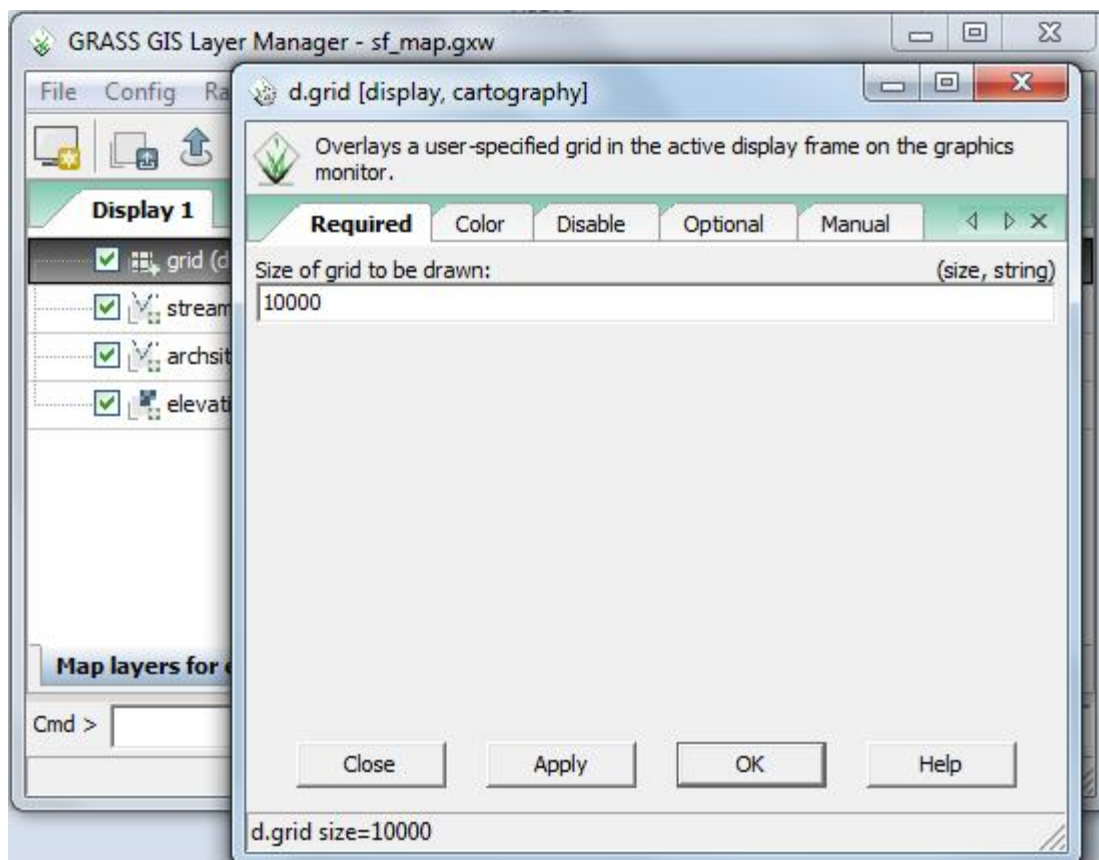 GRASS GIS Layer Manager - sf_map.gxw
File Config Ra
d.grid [display, cartography]
Overlays a user-specified grid in the active display frame on the graphics
monitor.
Display 1
Required Color Disable Optional Manual
grid (d
Size of grid to be drawn: (size, string)
stream
10000
archsit
elevati
Map layers for e
Cmd >
Close Apply OK Help
d.grid size=10000